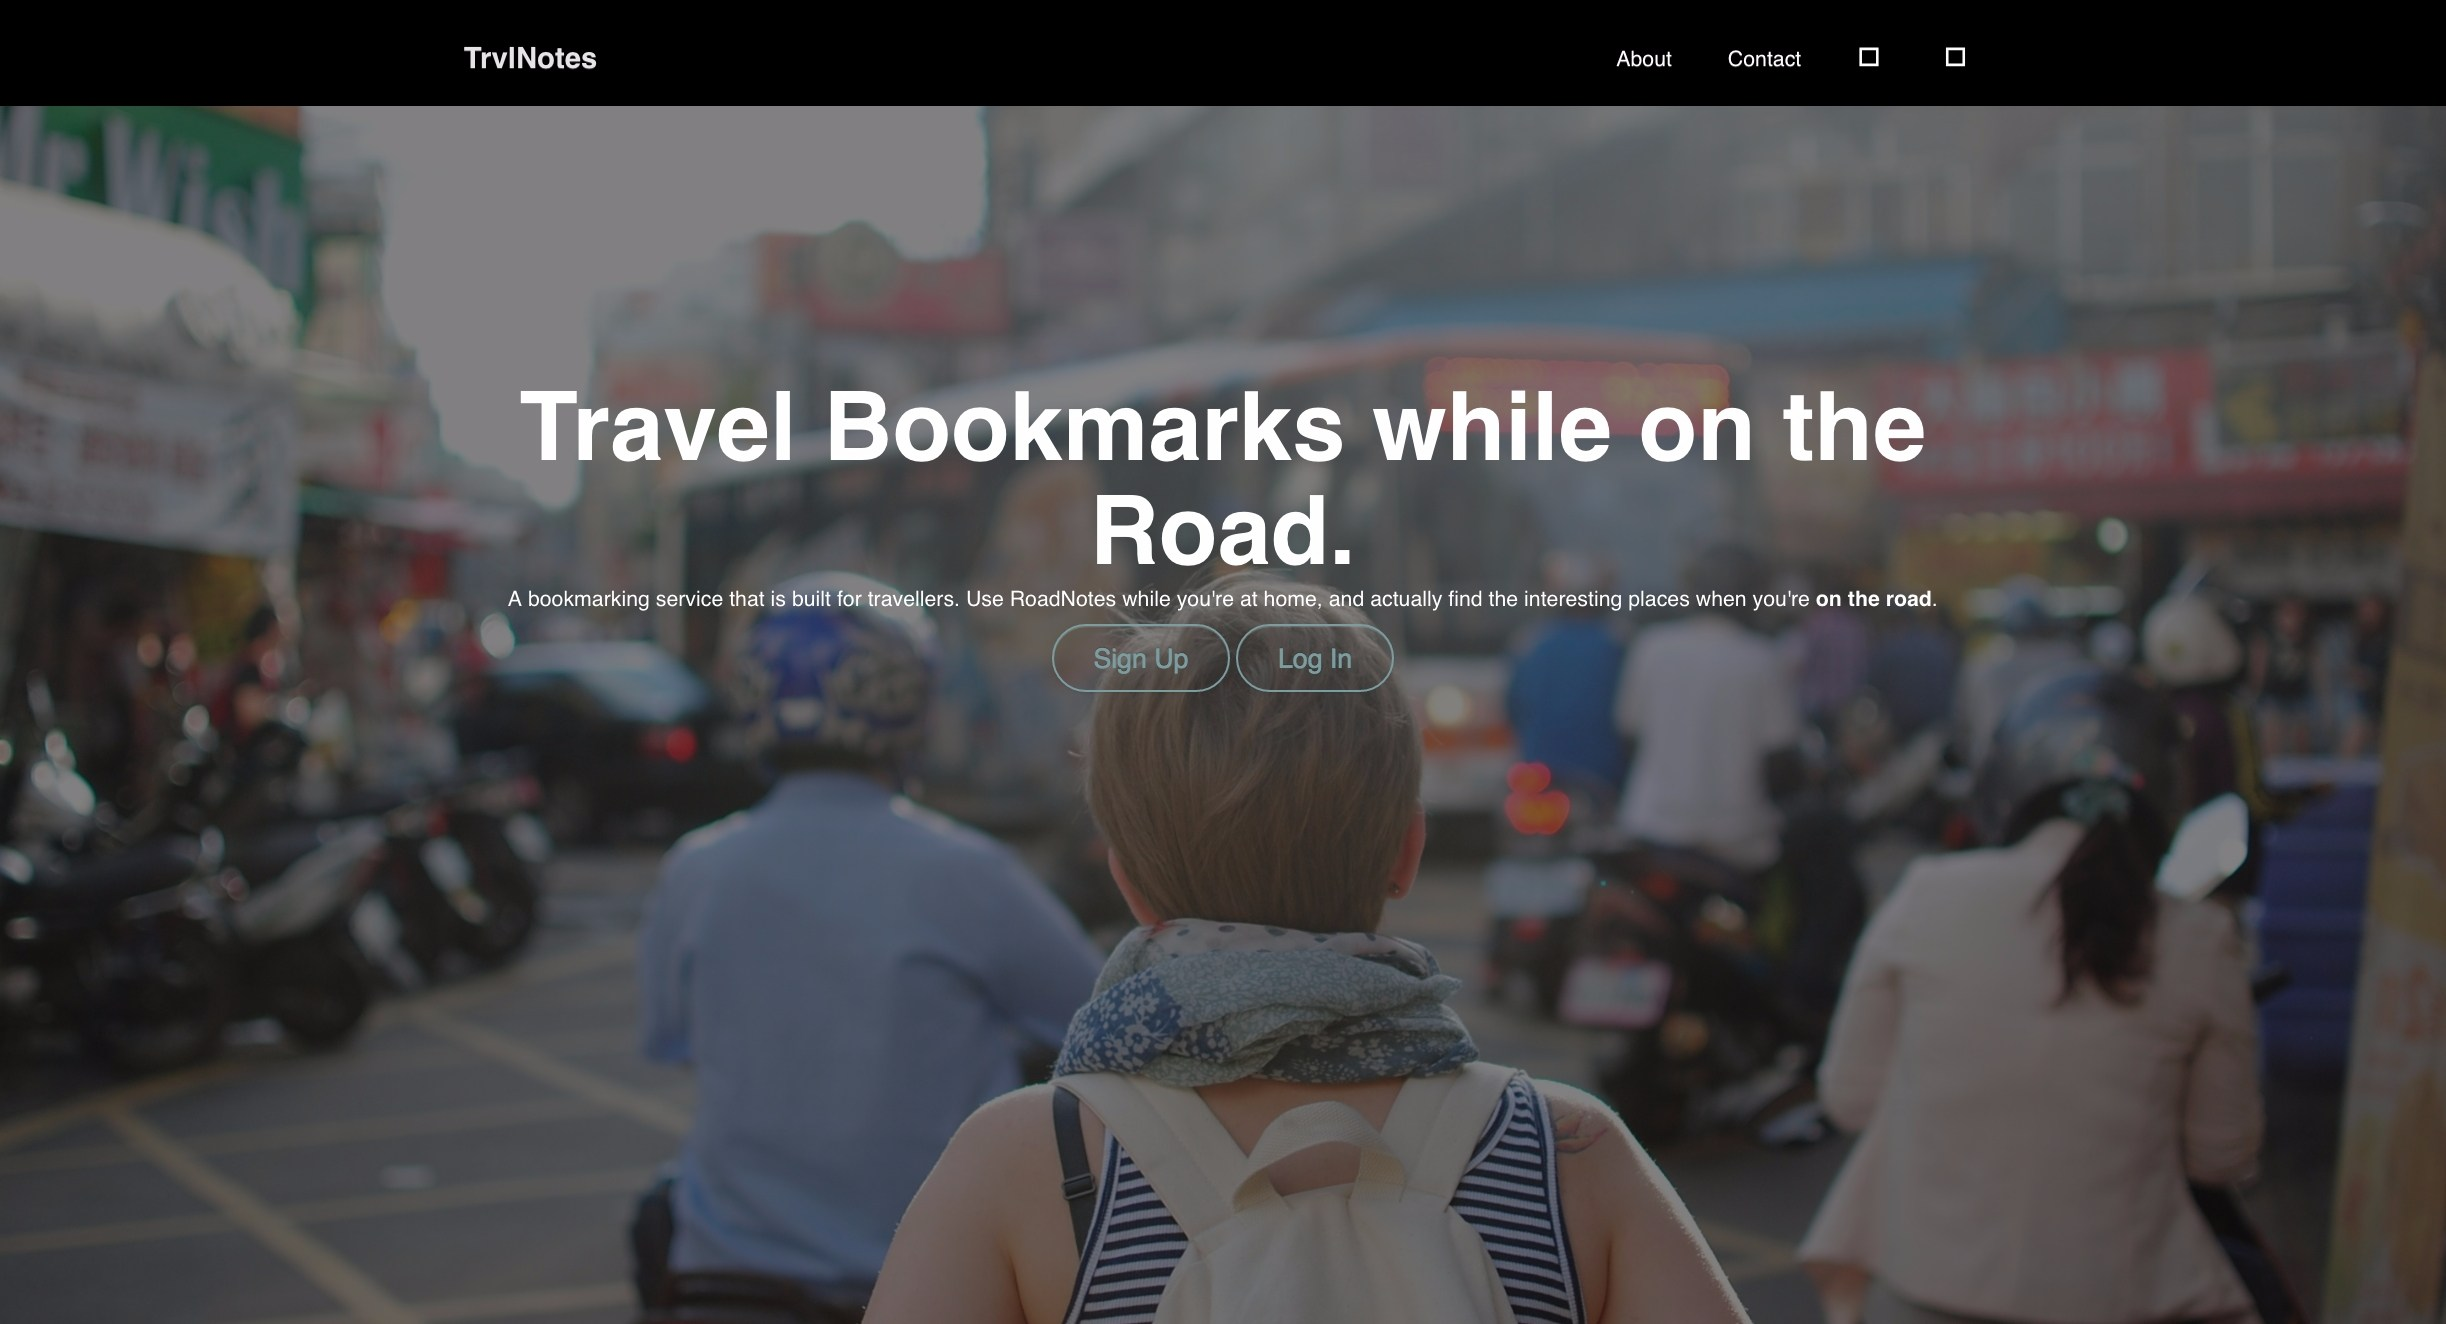 TrvlNotes
About Contact
Mr Wish
Travel Bookmarks while on the
Road.
A bookmarking service that is built for travellers. Use RoadNotes while you're at home, and actually find the interesting places when you're on the road.
Sign Up Log In